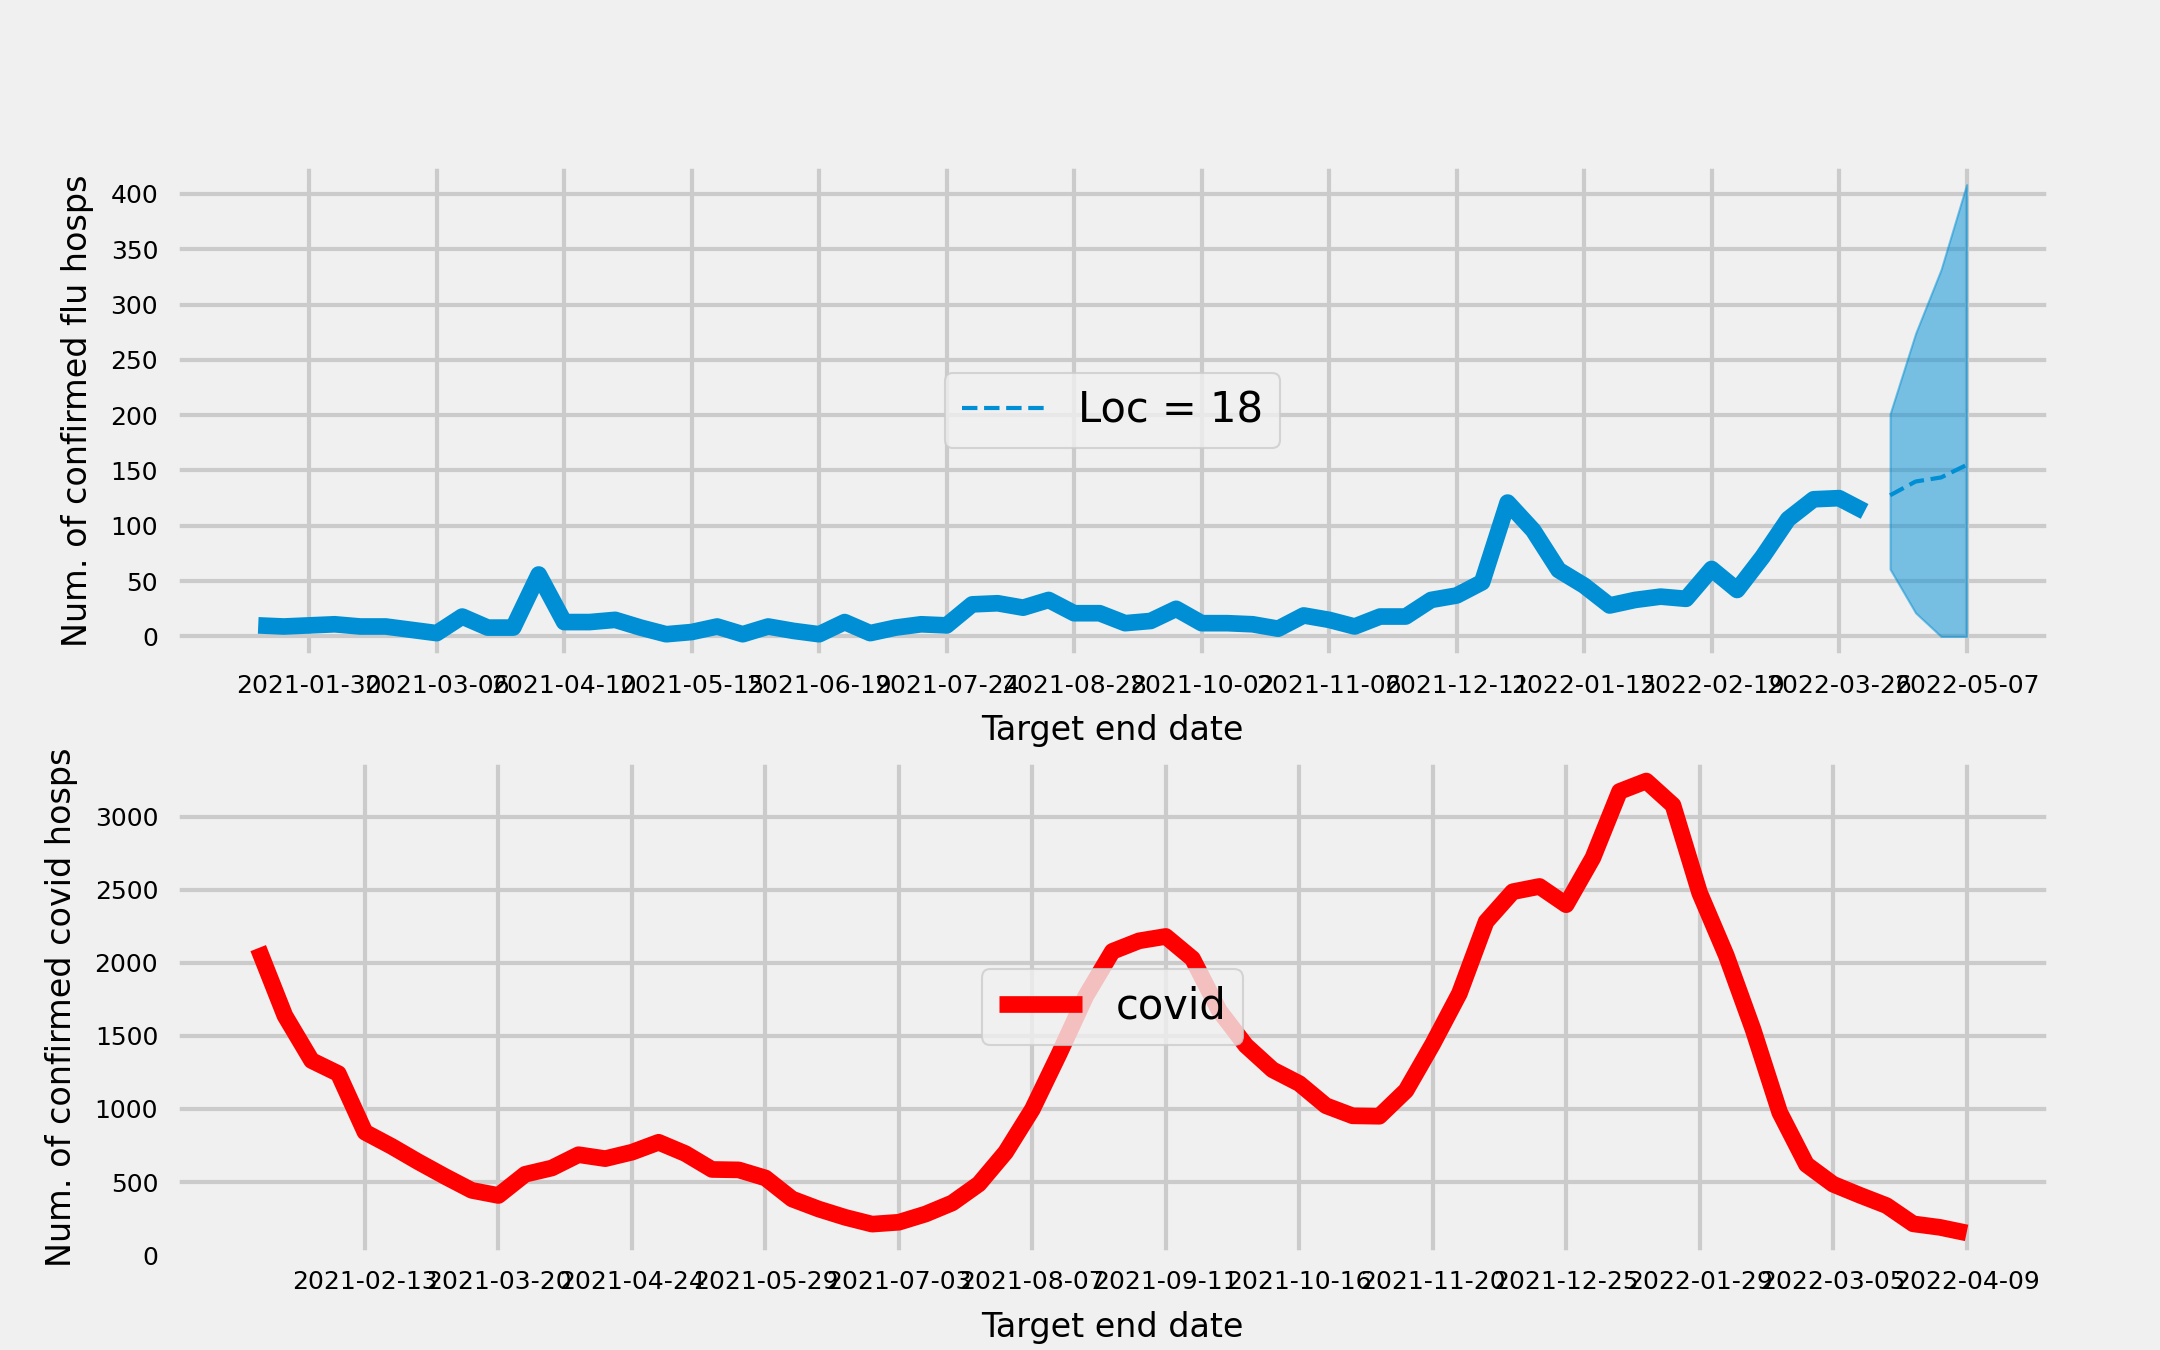 Num. of confirmed flu hosps
400
350
300
250
200
150
100
50
0
Loc = 18
2021-01-30 2021-03-06 2021-04-10 2021-05-15 2021-06-19 2021-07-24 2021-08-28 2021-10-02 2021-11-06 2021-12-11 2022-01-15 2022-02-19 2022-03-26 2022-05-07
Target end date
Num. of confirmed covid hosps
3000
2500
2000
1500
1000
500
0
covid
2021-02-13 2021-03-20 2021-04-24 2021-05-29 2021-07-03 2021-08-07 2021-09-11 2021-10-16 2021-11-20 2021-12-25 2022-01-29 2022-03-05 2022-04-09
Target end date